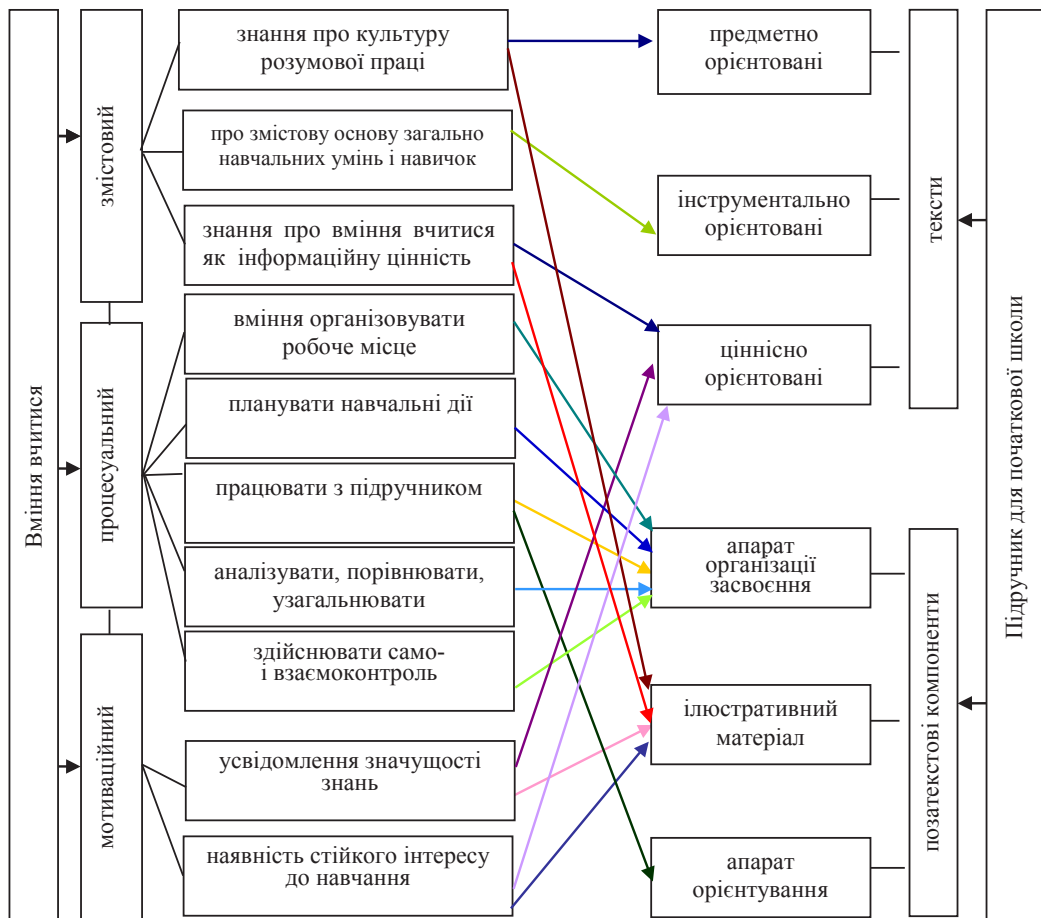 Вміння вчитися
змістовий
процесуальний
мотиваційний
знання про культуру
розумової праці
про змістову основу загально
навчальних умінь і навичок
знання про вміння вчитися
як інформаційну цінність
вміння організовувати
робоче місце
планувати навчальні дії
працювати з підручником
аналізувати, порівнювати,
узагальнювати
здійснювати само-
і взаємоконтроль
усвідомлення значущості
знань
наявність стійкого інтересу
до навчання
предметно
орієнтовані
інструментально
орієнтовані
ціннісно
орієнтовані
апарат
організації
засвоєння
ілюстративний
матеріал
апарат
орієнтування
тексти
позатекстові компоненти
Підручник для початкової школи